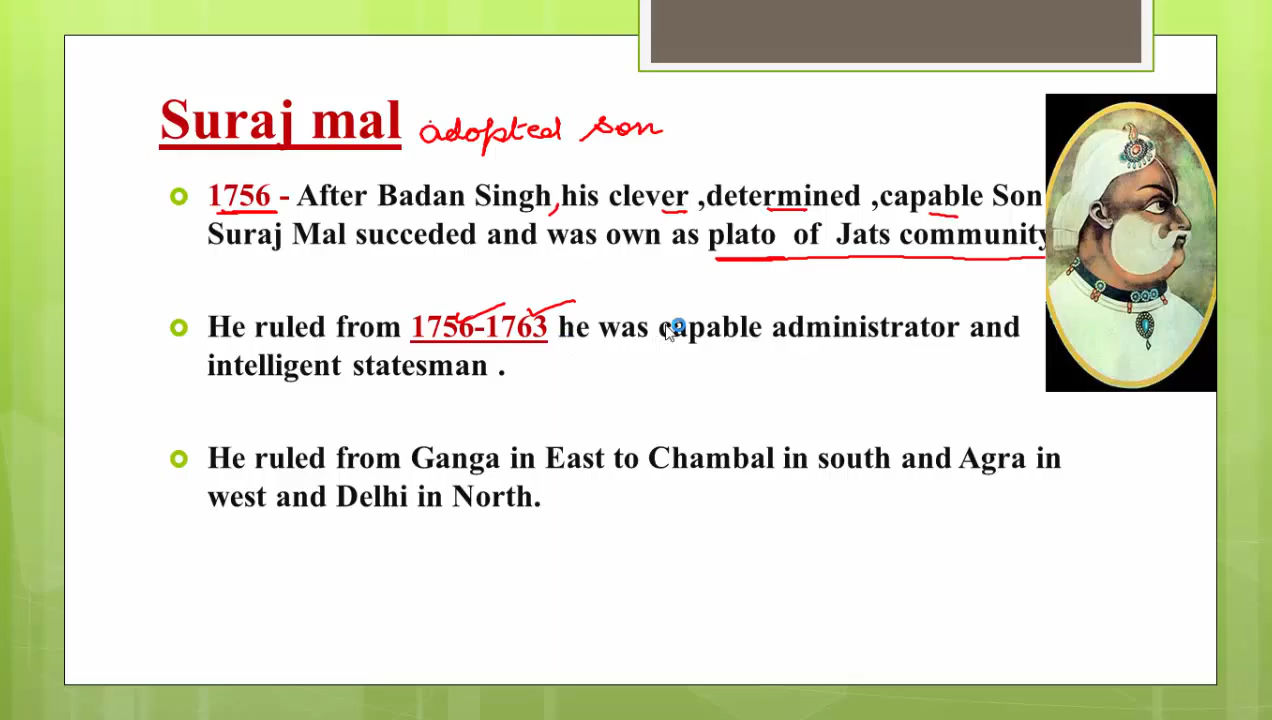 Suraj mal adopted son
1756 - After Badan Singh,his clever ,determined ,capable Son
Suraj Mal succeded and was own as plato of Jats community
He ruled from 1756-1763 he was capable administrator and
intelligent statesman .
He ruled from Ganga in East to Chambal in south and Agra in
west and Delhi in North.